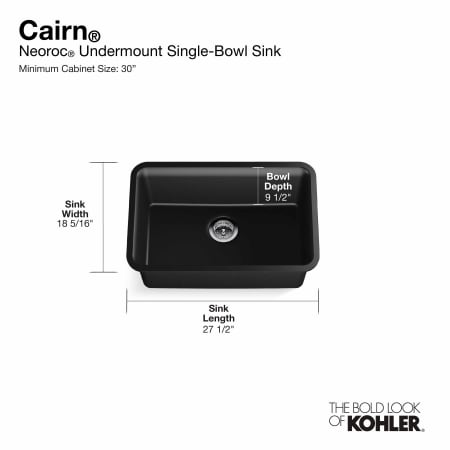 Cairn®
Neoroc® Undermount Single-Bowl Sink
Minimum Cabinet Size: 30”
Bowl
Depth
9 1/2"
Sink
Width
18 5/16"
Sink
Length
27 1/2"
THE BOLD LOOK
OF KOHLER®